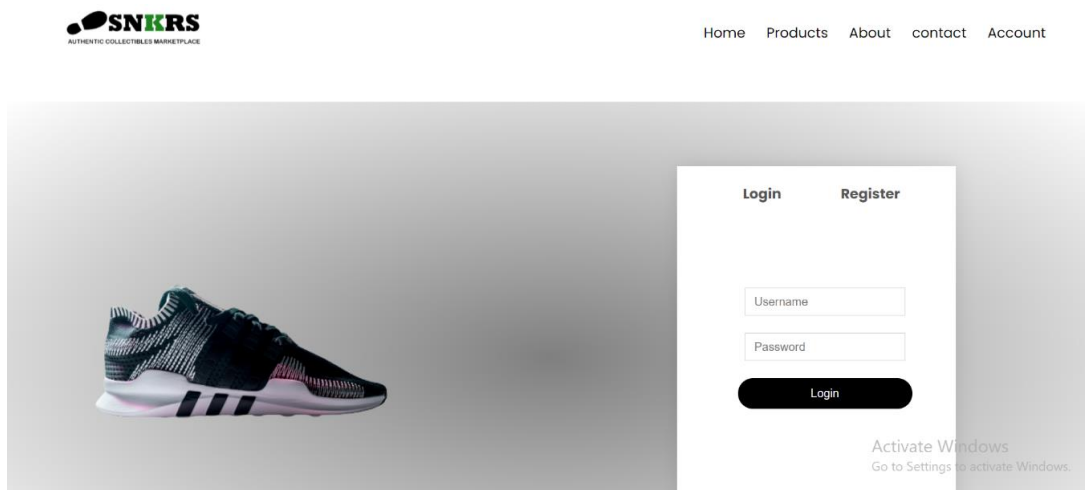 SNKRS
AUTHENTIC COLLECTIBLES MARKETPLACE
Home Products About contact Account
Login Register
Username
Password
Login
Activate Windows
Go to Settings to activate Windows.